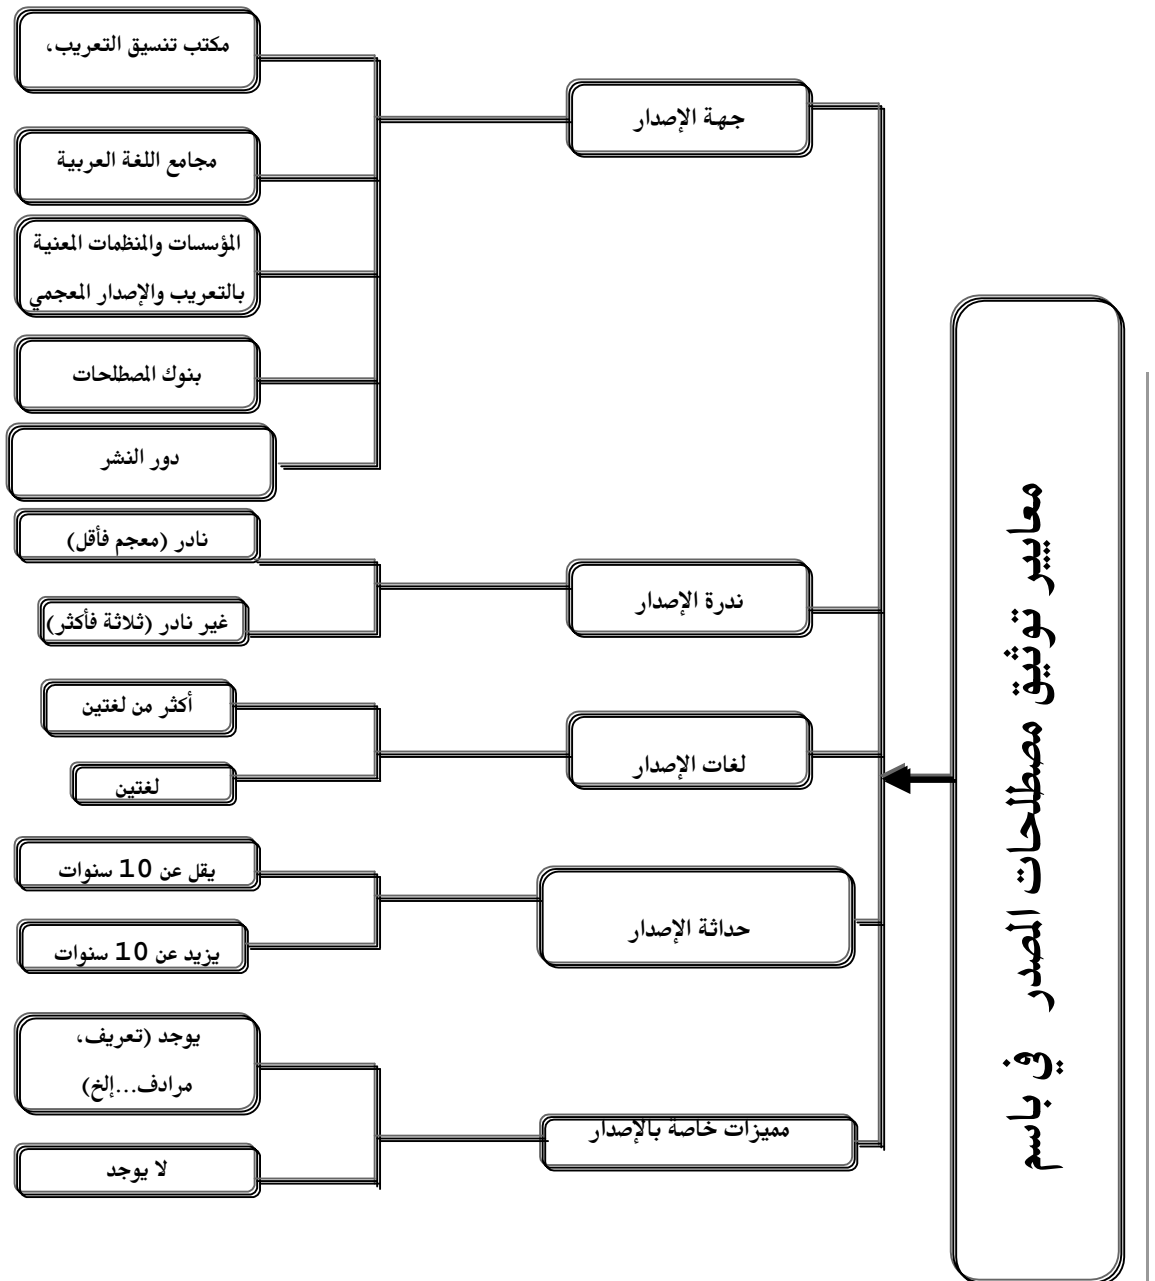 معايير توثيق مصطلحات المصدر في باسم
جهة الإصدار
مكتب تنسيق التعريب،
مجامع اللغة العربية
المؤسسات والمنظمات المعنية
بالتعريب والإصدار المعجمي
بنوك المصطلحات
دور النشر
ندرة الإصدار
نادر (معجم فأقل)
غير نادر (ثلاثة فأكثر)
لغات الإصدار
أكثر من لغتين
لغتين
حداثة الإصدار
يقل عن 10 سنوات
يزيد عن 10 سنوات
مميزات خاصة بالإصدار
يوجد (تعريف،
مرادف...إلخ)
لا يوجد